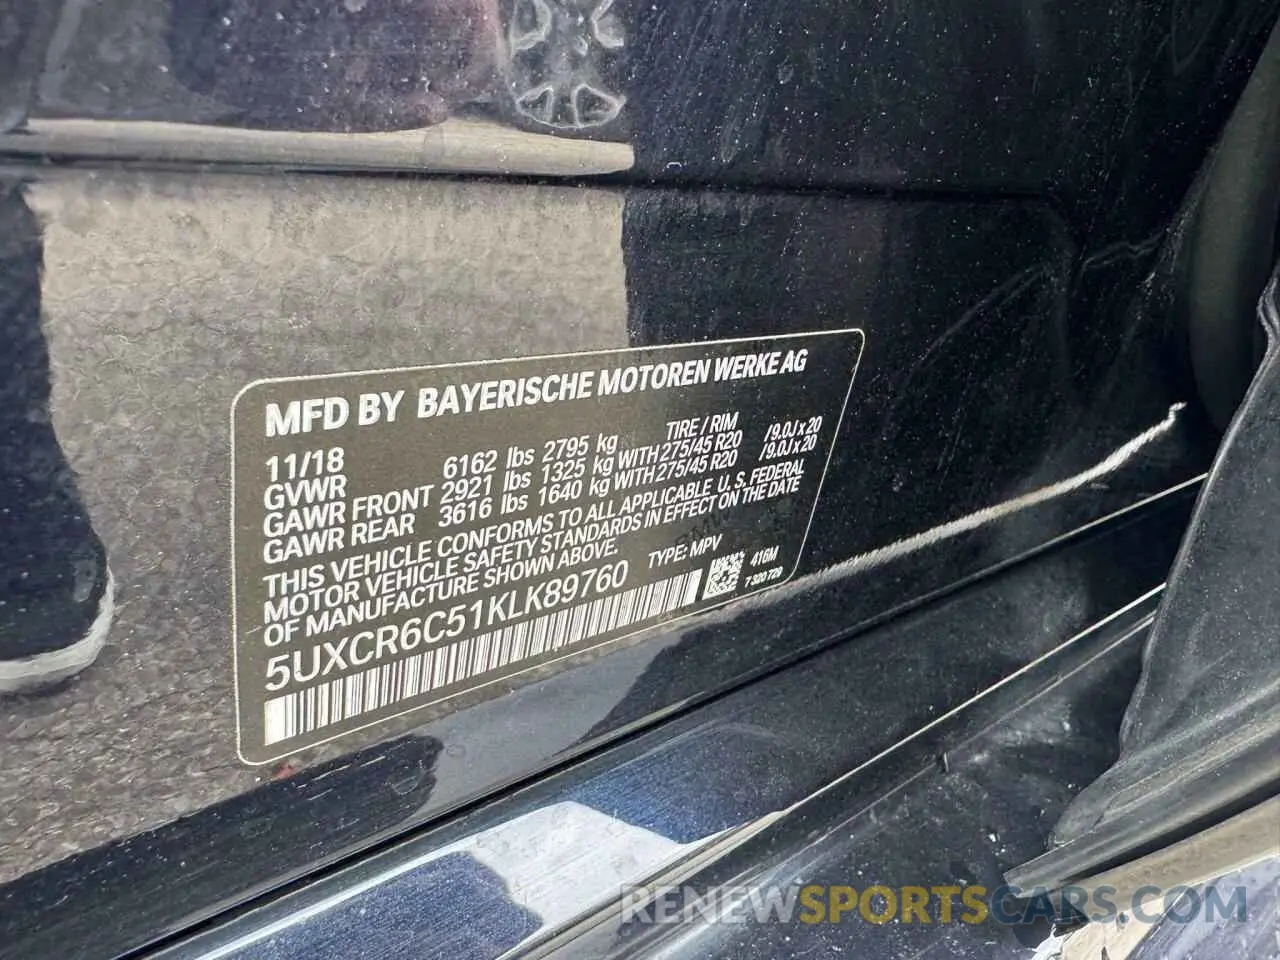 MFD BY BAYERISCHE MOTOREN WERKE AG
11/18 TIRE / RIM
GVWR 6162 lbs 2795 kg
GAWR FRONT 2921 lbs 1325 kg WITH 275/45 R20 /9.0J x 20
GAWR REAR 3616 lbs 1640 kg WITH 275/45 R20 /9.0J x 20
THIS VEHICLE CONFORMS TO ALL APPLICABLE U. S. FEDERAL
MOTOR VEHICLE SAFETY STANDARDS IN EFFECT ON THE DATE
OF MANUFACTURE SHOWN ABOVE.
TYPE: MPV
416M
7 320 729
5UXCR6C51KLK89760
RENEWSPORTSCARS.COM